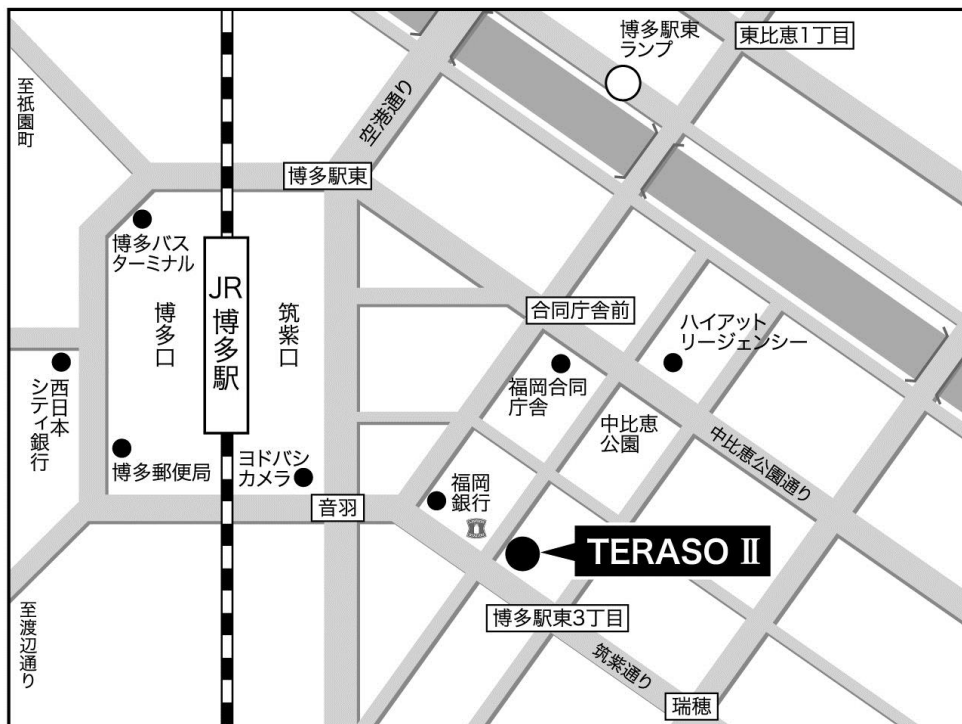 博多駅東
ランプ
東比恵1丁目
至祇園町
空港通り
博多駅東
博多バス
ターミナル
JR博多駅
博多口
筑紫口
合同庁舎前
ハイアット
リージェンシー
福岡合同
庁舎
中比恵
公園
西日本
シティ銀行
博多郵便局
ヨドバシ
カメラ
福岡
銀行
中比恵公園通り
音羽
TERASO Ⅱ
博多駅東3丁目
至渡辺通り
筑紫通り
瑞穂